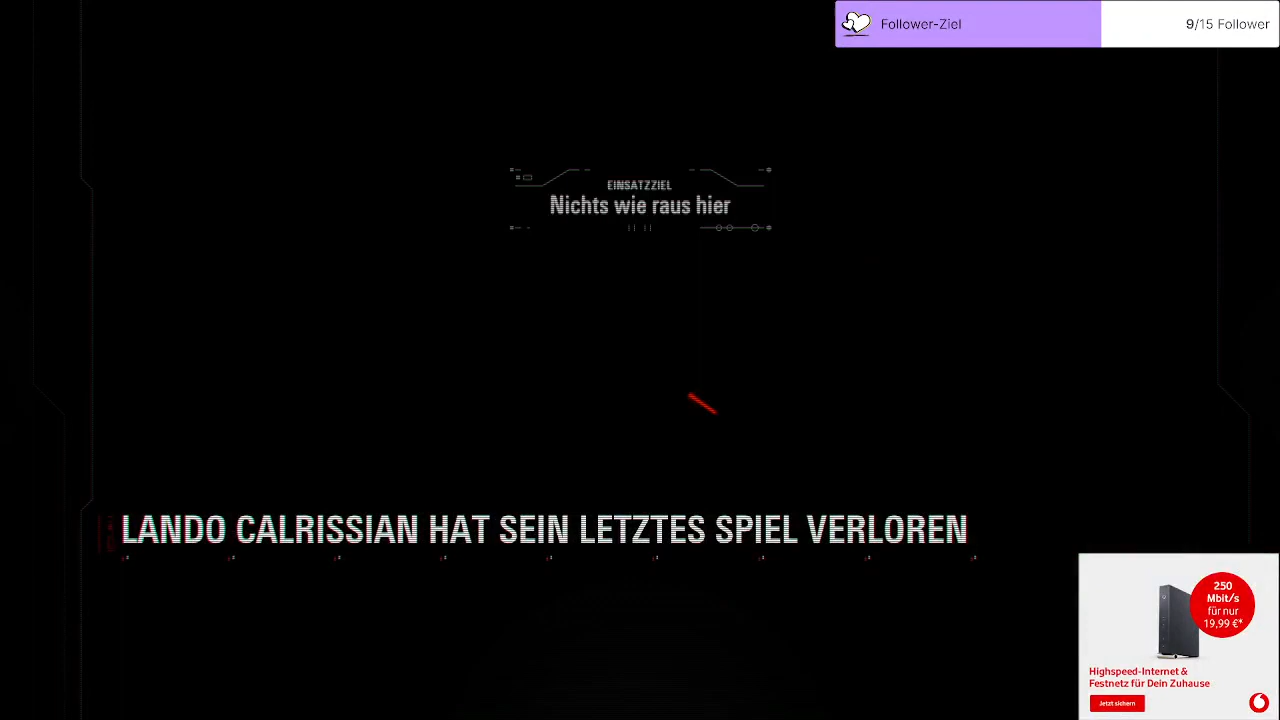 Follower-Ziel
9/15 Follower
EINSATZZIEL
Nichts wie raus hier
LANDO CALRISSIAN HAT SEIN LETZTES SPIEL VERLOREN
250
Mbit/s
für nur
19,99 €*
Highspeed-Internet &
Festnetz für Dein Zuhause
Jetzt sichern